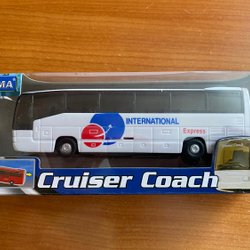 MA
INTERNATIONAL
Express
Cruiser Coach